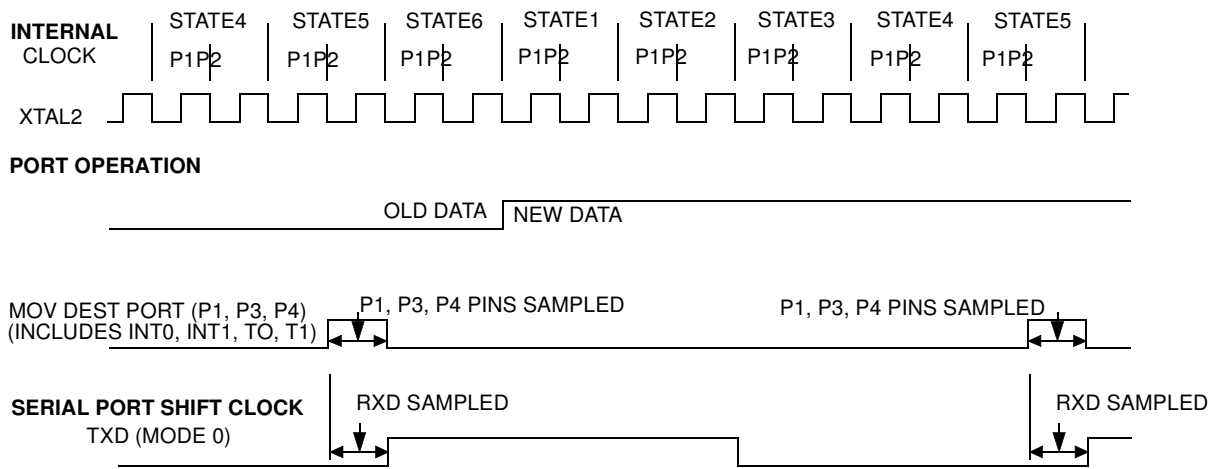 INTERNAL
CLOCK
STATE4 STATE5 STATE6 STATE1 STATE2 STATE3 STATE4 STATE5
P1P2 P1P2 P1P2 P1P2 P1P2 P1P2 P1P2 P1P2
XTAL2
PORT OPERATION
OLD DATA NEW DATA
MOV DEST PORT (P1, P3, P4)
(INCLUDES INT0, INT1, TO, T1)
P1, P3, P4 PINS SAMPLED P1, P3, P4 PINS SAMPLED
SERIAL PORT SHIFT CLOCK
TXD (MODE 0)
RXD SAMPLED RXD SAMPLED